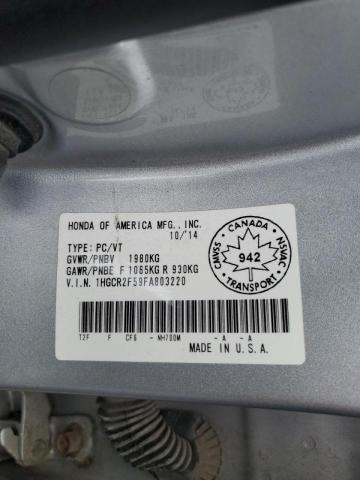 HONDA OF AMERICA MFG., INC.
10/'14
TYPE: PC/VT
GVWR/PNBV 1980KG
GAWR/PNBE F 1065KG R 930KG
V.I.N. 1HGCR2F59FA803220
CANADA
CMVSS
942
NSVAC
TRANSPORT
T2F F CF6 - NH700M - A - A
MADE IN U.S.A.